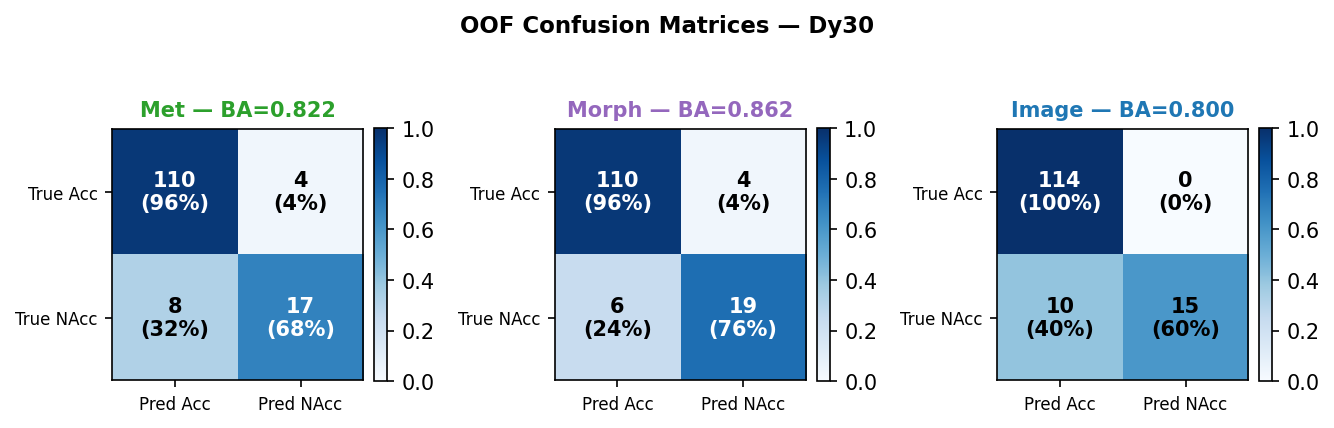 OOF Confusion Matrices — Dy30
Met — BA=0.822
True Acc
True NAcc
110
(96%)
4
(4%)
8
(32%)
17
(68%)
Pred Acc
Pred NAcc
1.0
0.8
0.6
0.4
0.2
0.0
Morph — BA=0.862
True Acc
True NAcc
110
(96%)
4
(4%)
6
(24%)
19
(76%)
Pred Acc
Pred NAcc
1.0
0.8
0.6
0.4
0.2
0.0
Image — BA=0.800
True Acc
True NAcc
114
(100%)
0
(0%)
10
(40%)
15
(60%)
Pred Acc
Pred NAcc
1.0
0.8
0.6
0.4
0.2
0.0